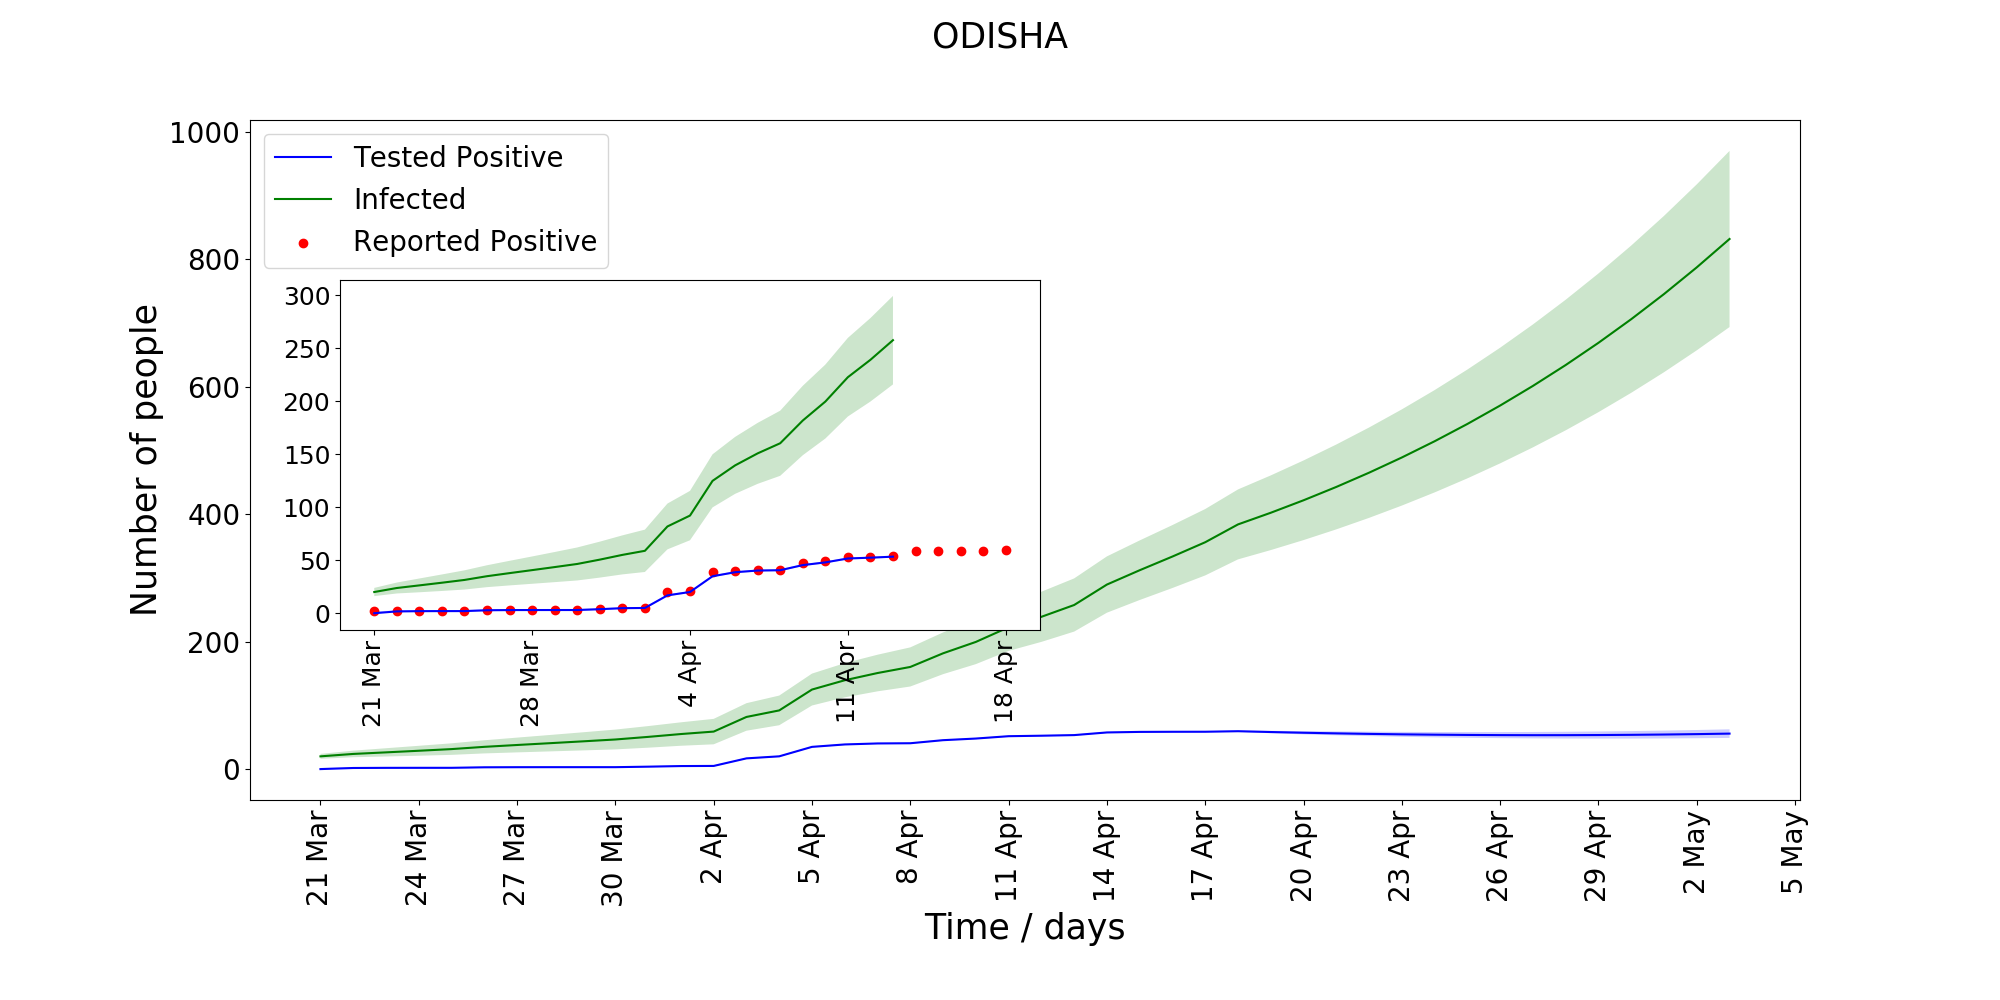 ODISHA
1000
800
600
400
200
0
Number of people
Tested Positive
Infected
Reported Positive
300
250
200
150
100
50
0
21 Mar
28 Mar
4 Apr
11 Apr
18 Apr
21 Mar
24 Mar
27 Mar
30 Mar
2 Apr
5 Apr
8 Apr
11 Apr
14 Apr
17 Apr
20 Apr
23 Apr
26 Apr
29 Apr
2 May
5 May
Time / days